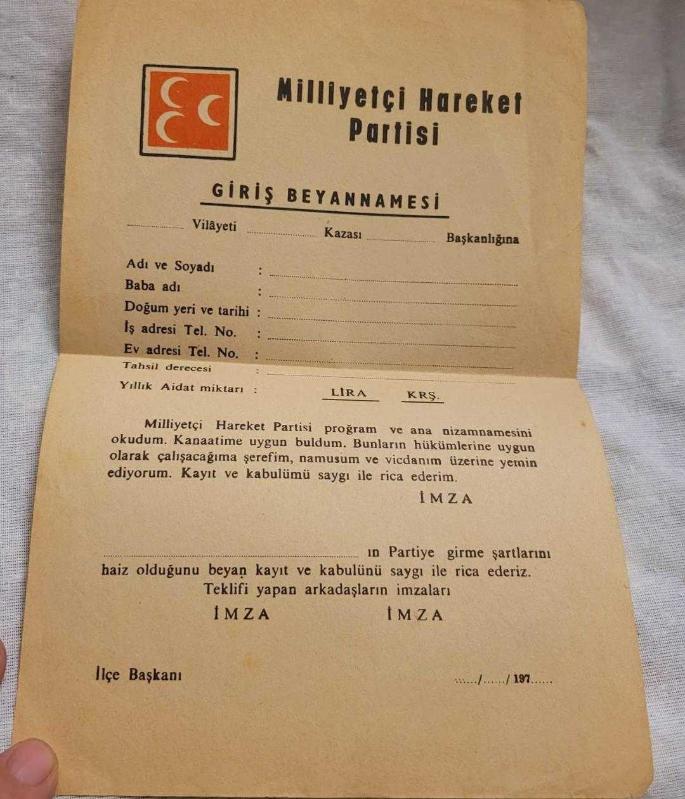 Milliyetçi Hareket
Partisi
GİRİŞ BEYANNAMESİ
............ Vilâyeti ............... Kazası ............... Başkanlığına
Adı ve Soyadı :
Baba adı :
Doğum yeri ve tarihi :
İş adresi Tel. No. :
Ev adresi Tel. No. :
Tahsil derecesi :
Yıllık Aidat miktarı : LİRA KRŞ.
Milliyetçi Hareket Partisi proğram ve ana nizamnamesini
okudum. Kanaatime uygun buldum. Bunların hükümlerine uygun
olarak çalışacağıma şerefim, namusum ve vicdanım üzerine yemin
ediyorum. Kayıt ve kabulümü saygı ile rica ederim.
İMZA
............................................ ın Partiye girme şartlarını
haiz olduğunu beyan kayıt ve kabulünü saygı ile rica ederiz.
Teklifi yapan arkadaşların imzaları
İMZA İMZA
İlçe Başkanı ....../....../ 197......